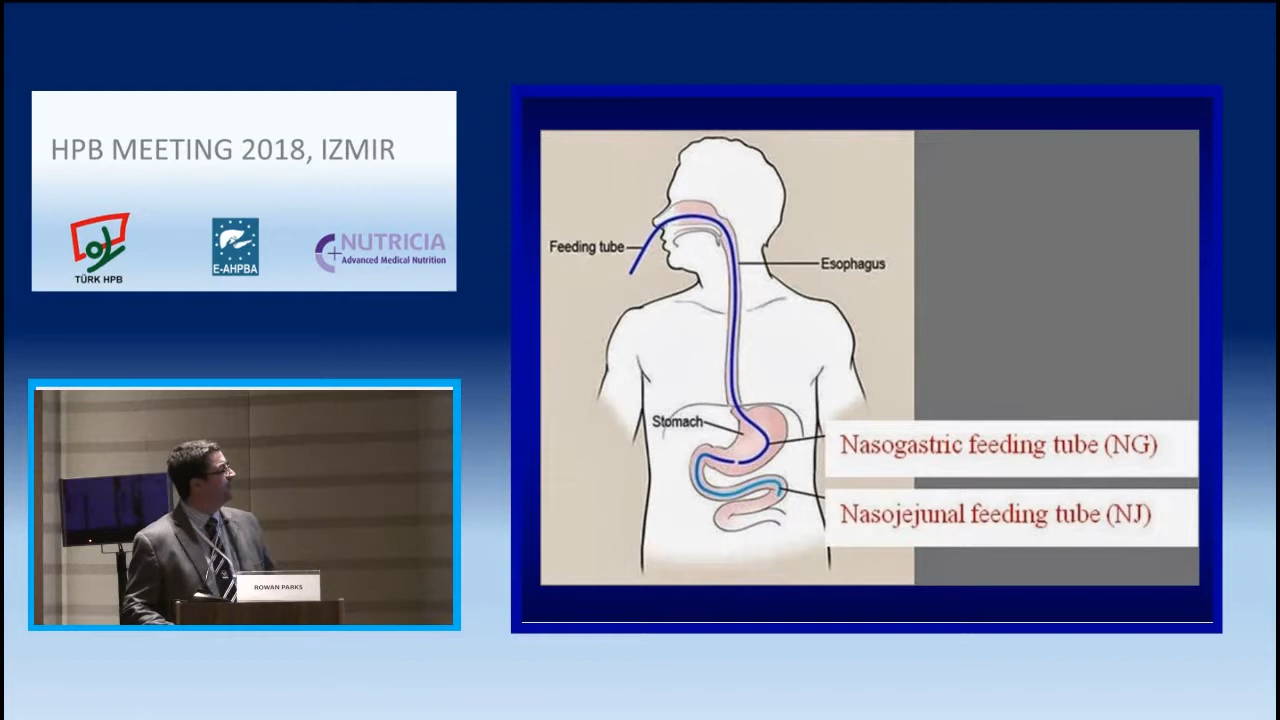 HPB MEETING 2018, IZMIR
TÜRK HPB
E-AHPBA
NUTRICIA
Advanced Medical Nutrition
ROWAN PARKS
Feeding tube
Esophagus
Stomach
Nasogastric feeding tube (NG)
Nasojejunal feeding tube (NJ)